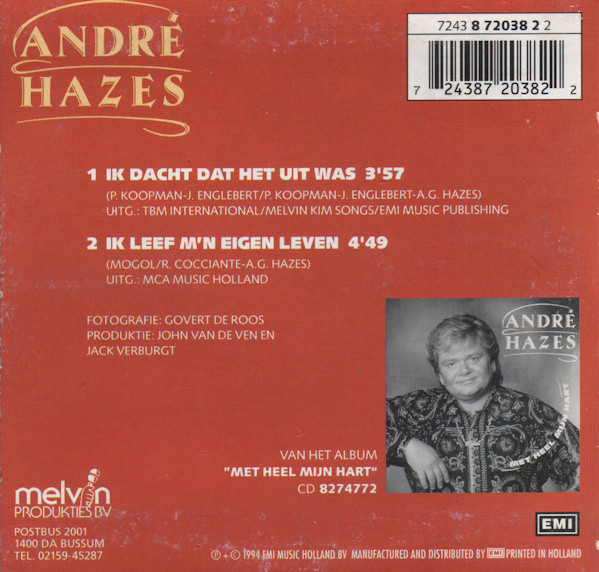 ANDRÉ
HAZES
7243 8 72038 2 2
7 24387 20382 2
1 IK DACHT DAT HET UIT WAS 3'57
(P. KOOPMAN-J. ENGLEBERT/P. KOOPMAN-J. ENGLEBERT-A.G. HAZES)
UITG.: TBM INTERNATIONAL/MELVIN KIM SONGS/EMI MUSIC PUBLISHING
2 IK LEEF M'N EIGEN LEVEN 4'49
(MOGOL/R. COCCIANTE-A.G. HAZES)
UITG.: MCA MUSIC HOLLAND
FOTOGRAFIE: GOVERT DE ROOS
PRODUKTIE: JOHN VAN DE VEN EN
JACK VERBURGT
ANDRÉ
HAZES
MET HEEL MIJN HART
VAN HET ALBUM
"MET HEEL MIJN HART"
CD 8274772
melvin
PRODUKTIES BV
POSTBUS 2001
1400 DA BUSSUM
TEL. 02159-45287
EMI
℗ + © 1994 EMI MUSIC HOLLAND BV MANUFACTURED AND DISTRIBUTED BY EMI PRINTED IN HOLLAND